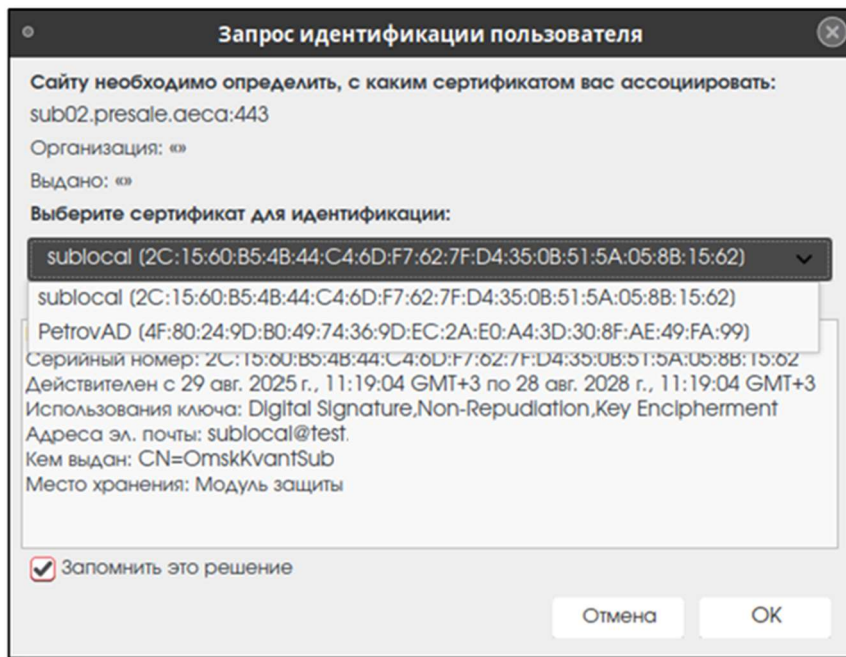 Запрос идентификации пользователя
Сайту необходимо определить, с каким сертификатом вас ассоциировать:
sub02.presale.aeca:443
Организация: «»
Выдано: «»
Выберите сертификат для идентификации:
sublocal [2C:15:60:B5:4B:44:C4:6D:F7:62:7F:D4:35:0B:51:5A:05:8B:15:62]
sublocal [2C:15:60:B5:4B:44:C4:6D:F7:62:7F:D4:35:0B:51:5A:05:8B:15:62]
PetrovAD [4F:80:24:9D:B0:49:74:36:9D:EC:2A:E0:A4:3D:30:8F:AE:49:FA:99]
Серийный номер: 2C:15:60:B5:4B:44:C4:6D:F7:62:7F:D4:35:0B:51:5A:05:8B:15:62
Действителен с 29 авг. 2025 г., 11:19:04 GMT+3 по 28 авг. 2028 г., 11:19:04 GMT+3
Использования ключа: Digital Signature,Non-Repudiation,Key Encipherment
Адреса эл. почты: sublocal@test.
Кем выдан: CN=OmskKvantSub
Место хранения: Модуль защиты
Запомнить это решение
Отмена
OK